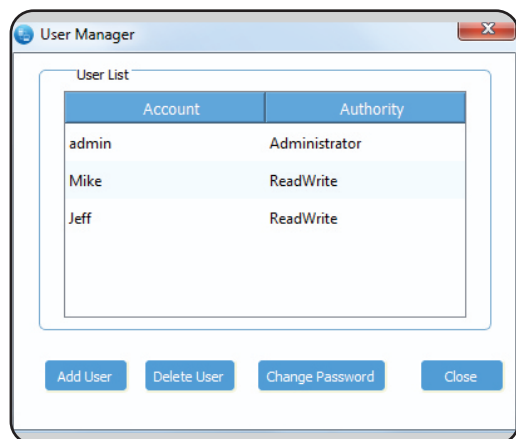 User Manager
User List
Account Authority
admin Administrator
Mike ReadWrite
Jeff ReadWrite
Add User Delete User Change Password Close